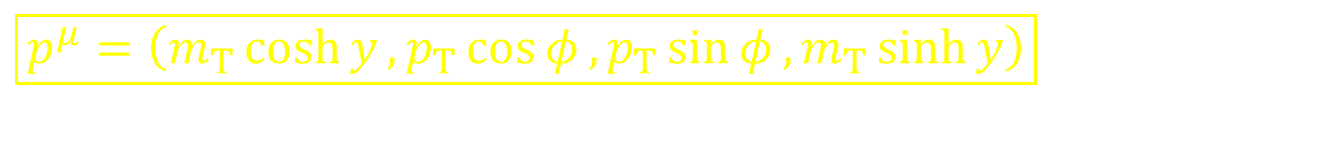 p^μ = (m_T cosh y , p_T cos ϕ , p_T sin ϕ , m_T sinh y)